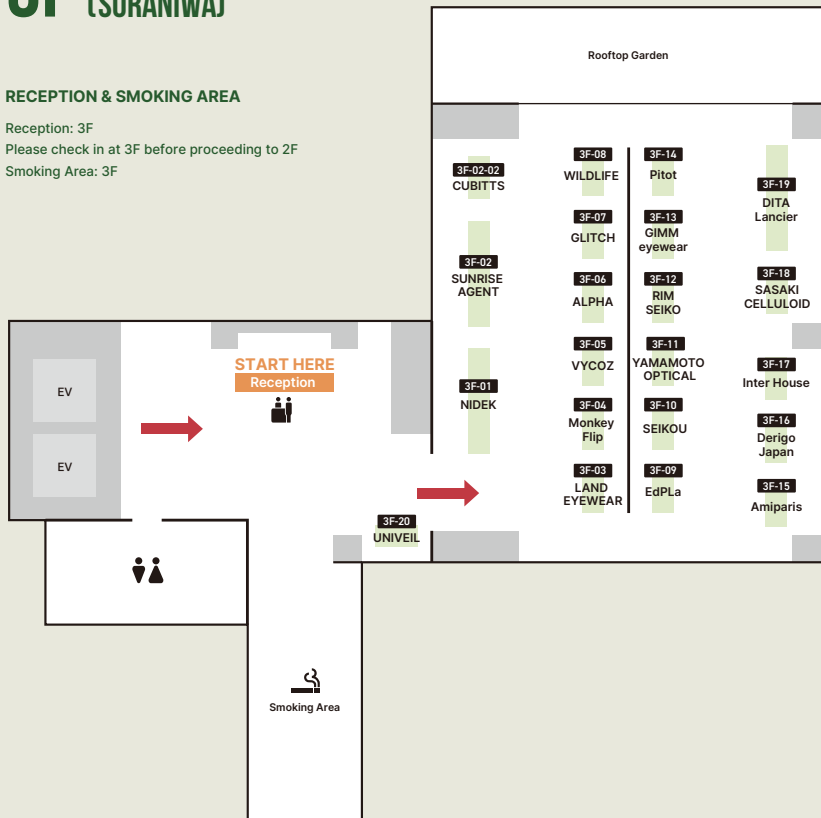 (SORANIWA)
RECEPTION & SMOKING AREA
Reception: 3F
Please check in at 3F before proceeding to 2F
Smoking Area: 3F
Rooftop Garden
3F-02-02
CUBITTS
3F-02
SUNRISE
AGENT
3F-01
NIDEK
3F-08
WILDLIFE
3F-07
GLITCH
3F-06
ALPHA
3F-05
VYCOZ
3F-04
Monkey
Flip
3F-03
LAND
EYEWEAR
3F-14
Pitot
3F-13
GIMM
eyewear
3F-12
RIM
SEIKO
3F-11
YAMAMOTO
OPTICAL
3F-10
SEIKOU
3F-09
EdPLa
3F-19
DITA
Lancier
3F-18
SASAKI
CELLULOID
3F-17
Inter House
3F-16
Derigo
Japan
3F-15
Amiparis
START HERE
Reception
EV
EV
3F-20
UNIVEIL
Smoking Area